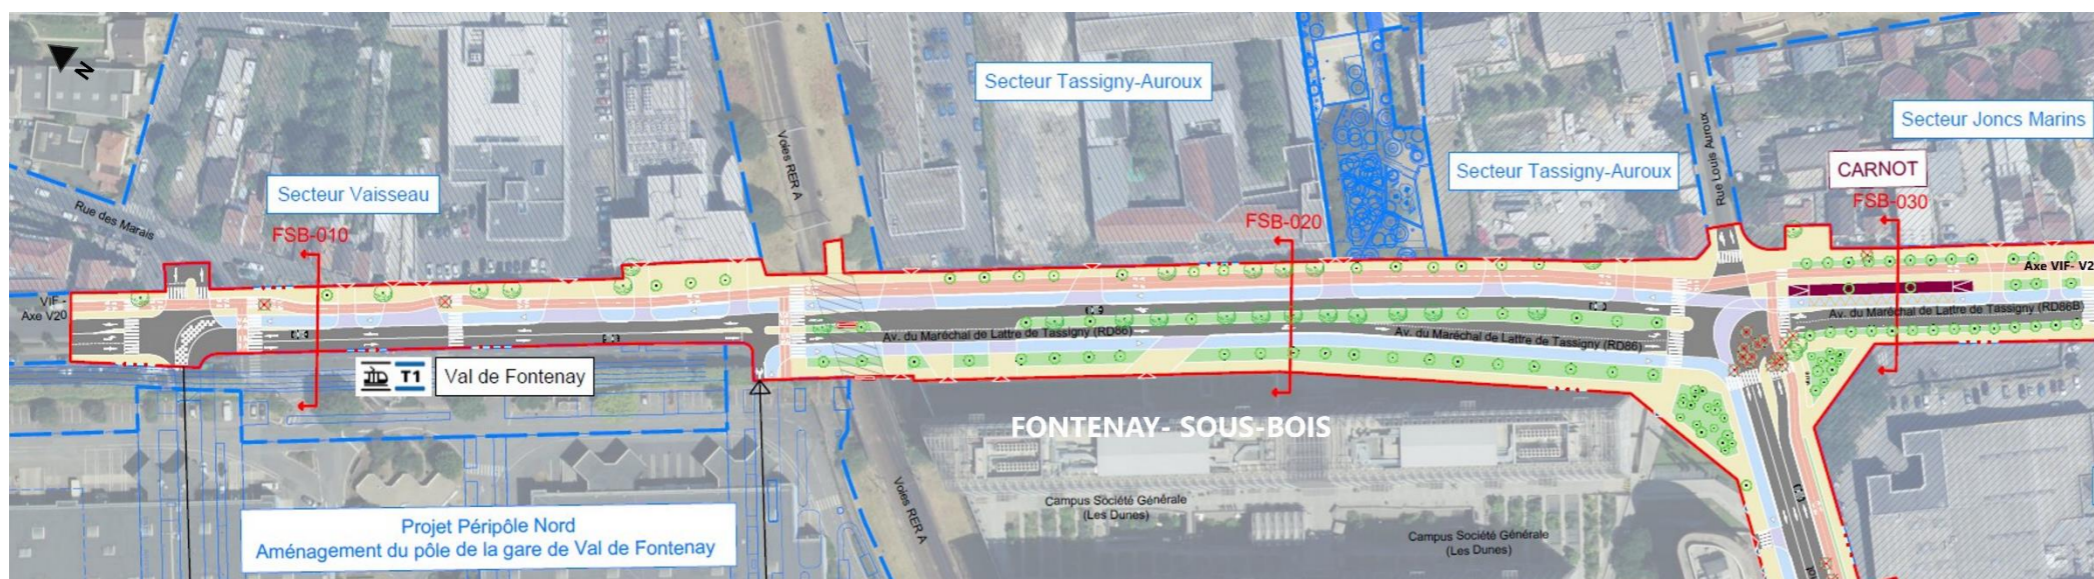 N
Secteur Tassigny-Auroux
Secteur Joncs Marins
Secteur Tassigny-Auroux
CARNOT
Rue Louis Auroux
Voies RER A
Secteur Vaisseau
Rue des Marais
FSB-010
FSB-020
FSB-030
Axe VIF- V2
VIF -
Axe V20
Av. du Maréchal de Lattre de Tassigny (RD86)
Av. du Maréchal de Lattre de Tassigny (RD86)
Av. du Maréchal de Lattre de Tassigny (RD86B)
T1
Val de Fontenay
FONTENAY- SOUS-BOIS
Voies RER A
Campus Société Générale
(Les Dunes)
Campus Société Générale
(Les Dunes)
Projet Péripôle Nord
Aménagement du pôle de la gare de Val de Fontenay